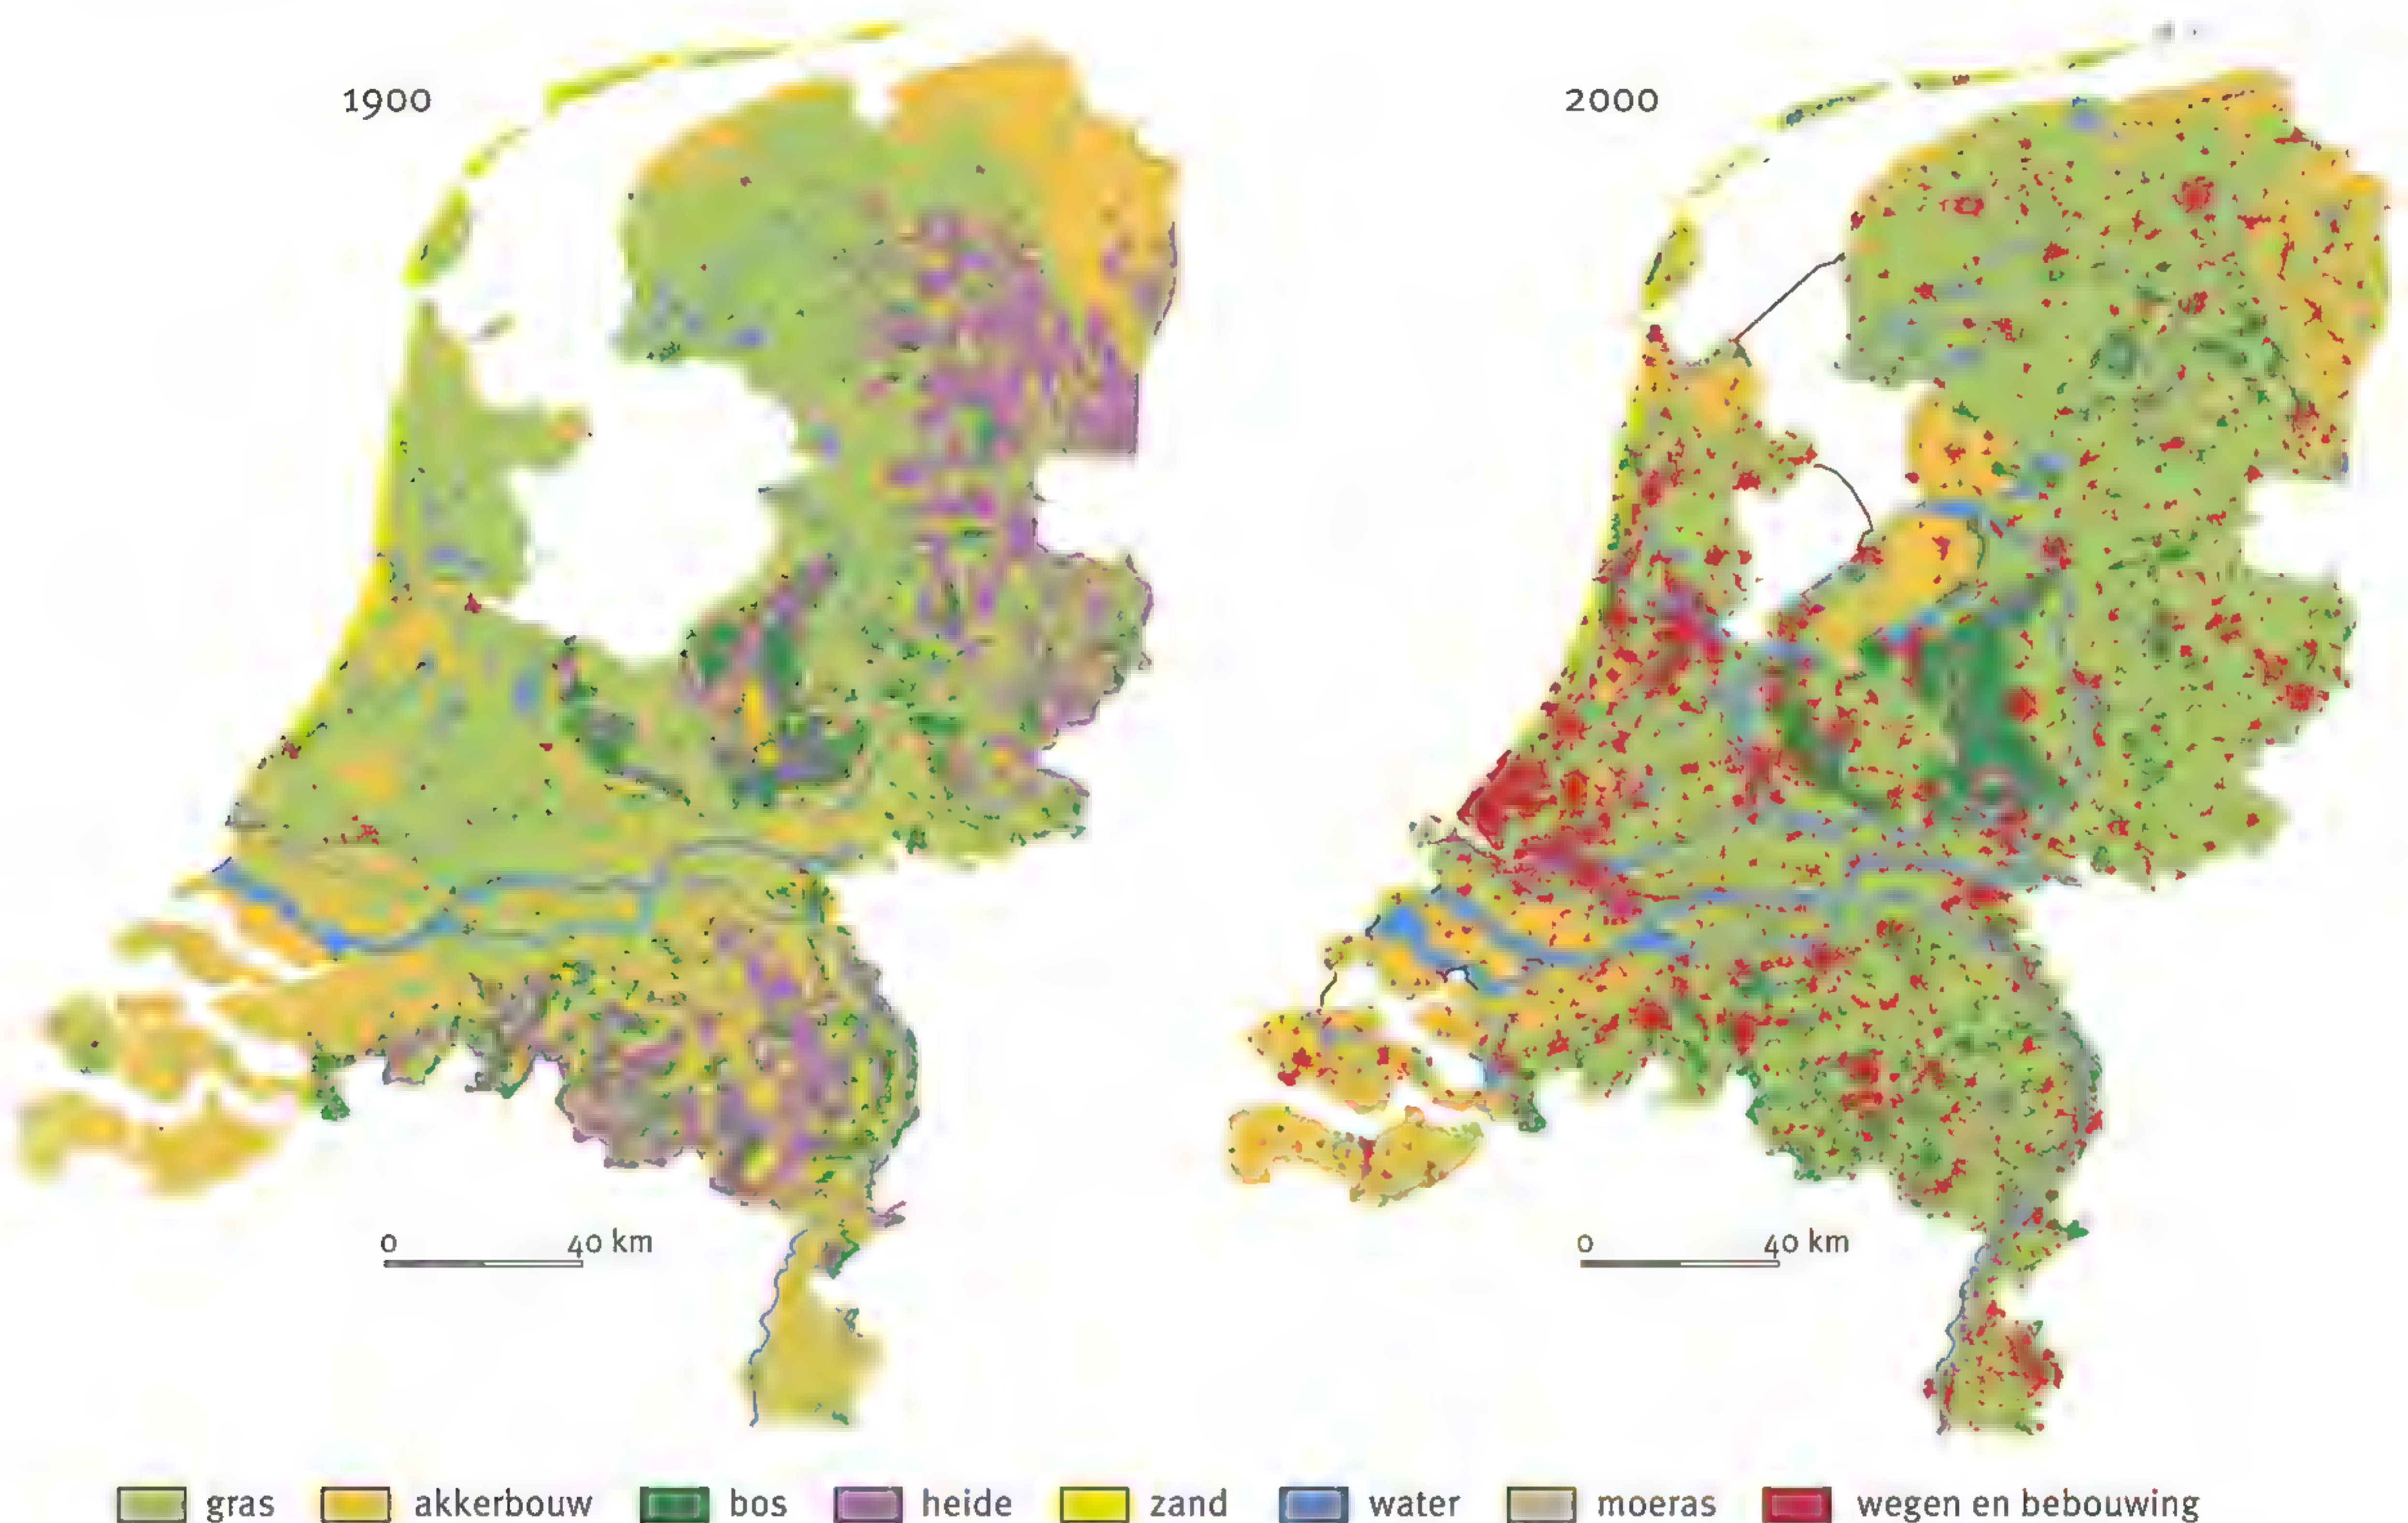 1900
2000
0 40 km
0 40 km
gras akkerbouw bos heide zand water moeras wegen en bebouwing